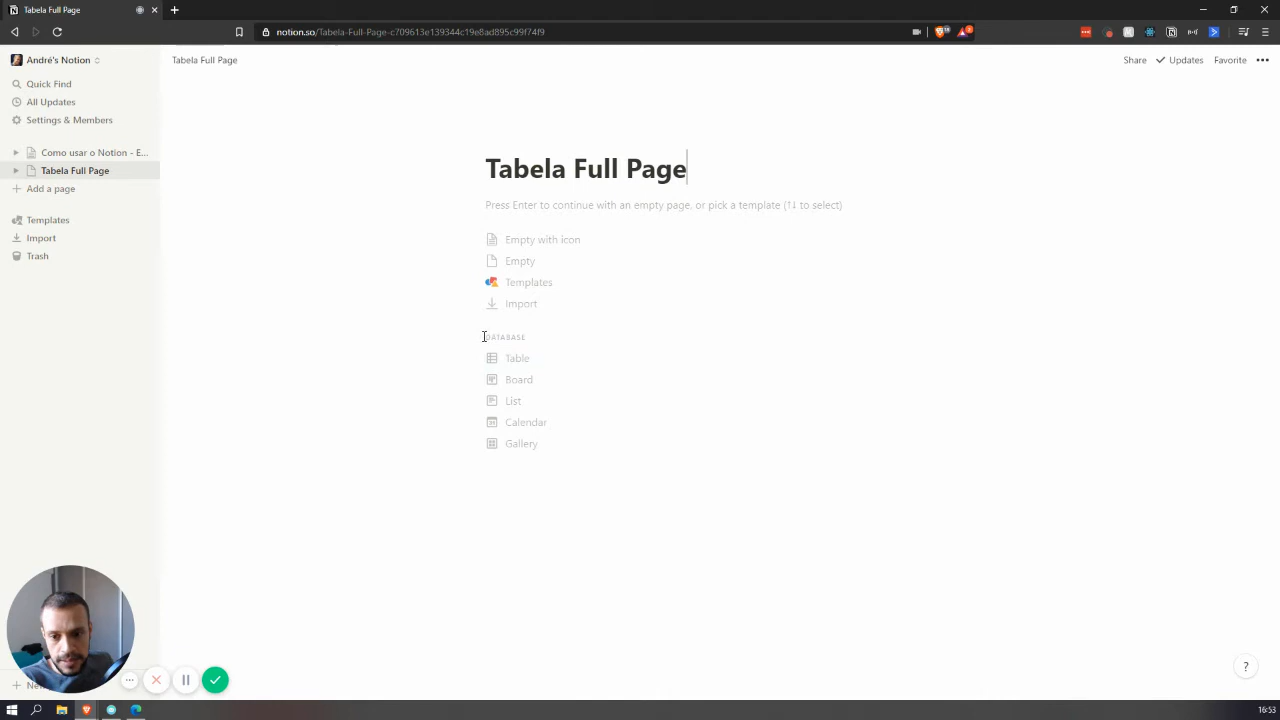 Tabela Full Page
notion.so/Tabela-Full-Page-c709613e139344c19e8ad895c99f74f9
André's Notion
Tabela Full Page
Share
Updates
Favorite
Quick Find
All Updates
Settings & Members
Como usar o Notion - E...
Tabela Full Page
Add a page
Templates
Import
Trash
Tabela Full Page
Press Enter to continue with an empty page, or pick a template (↑↓ to select)
Empty with icon
Empty
Templates
Import
DATABASE
Table
Board
List
Calendar
Gallery
?
16:53